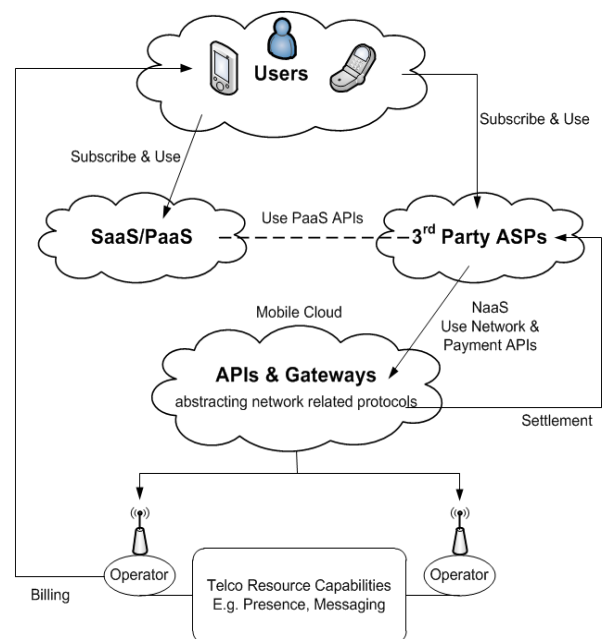 Users
Subscribe & Use
Subscribe & Use
SaaS/PaaS
Use PaaS APIs
3rd Party ASPs
Mobile Cloud
NaaS
Use Network &
Payment APIs
APIs & Gateways
abstracting network related protocols
Settlement
Operator
Operator
Telco Resource Capabilities
E.g. Presence, Messaging
Billing